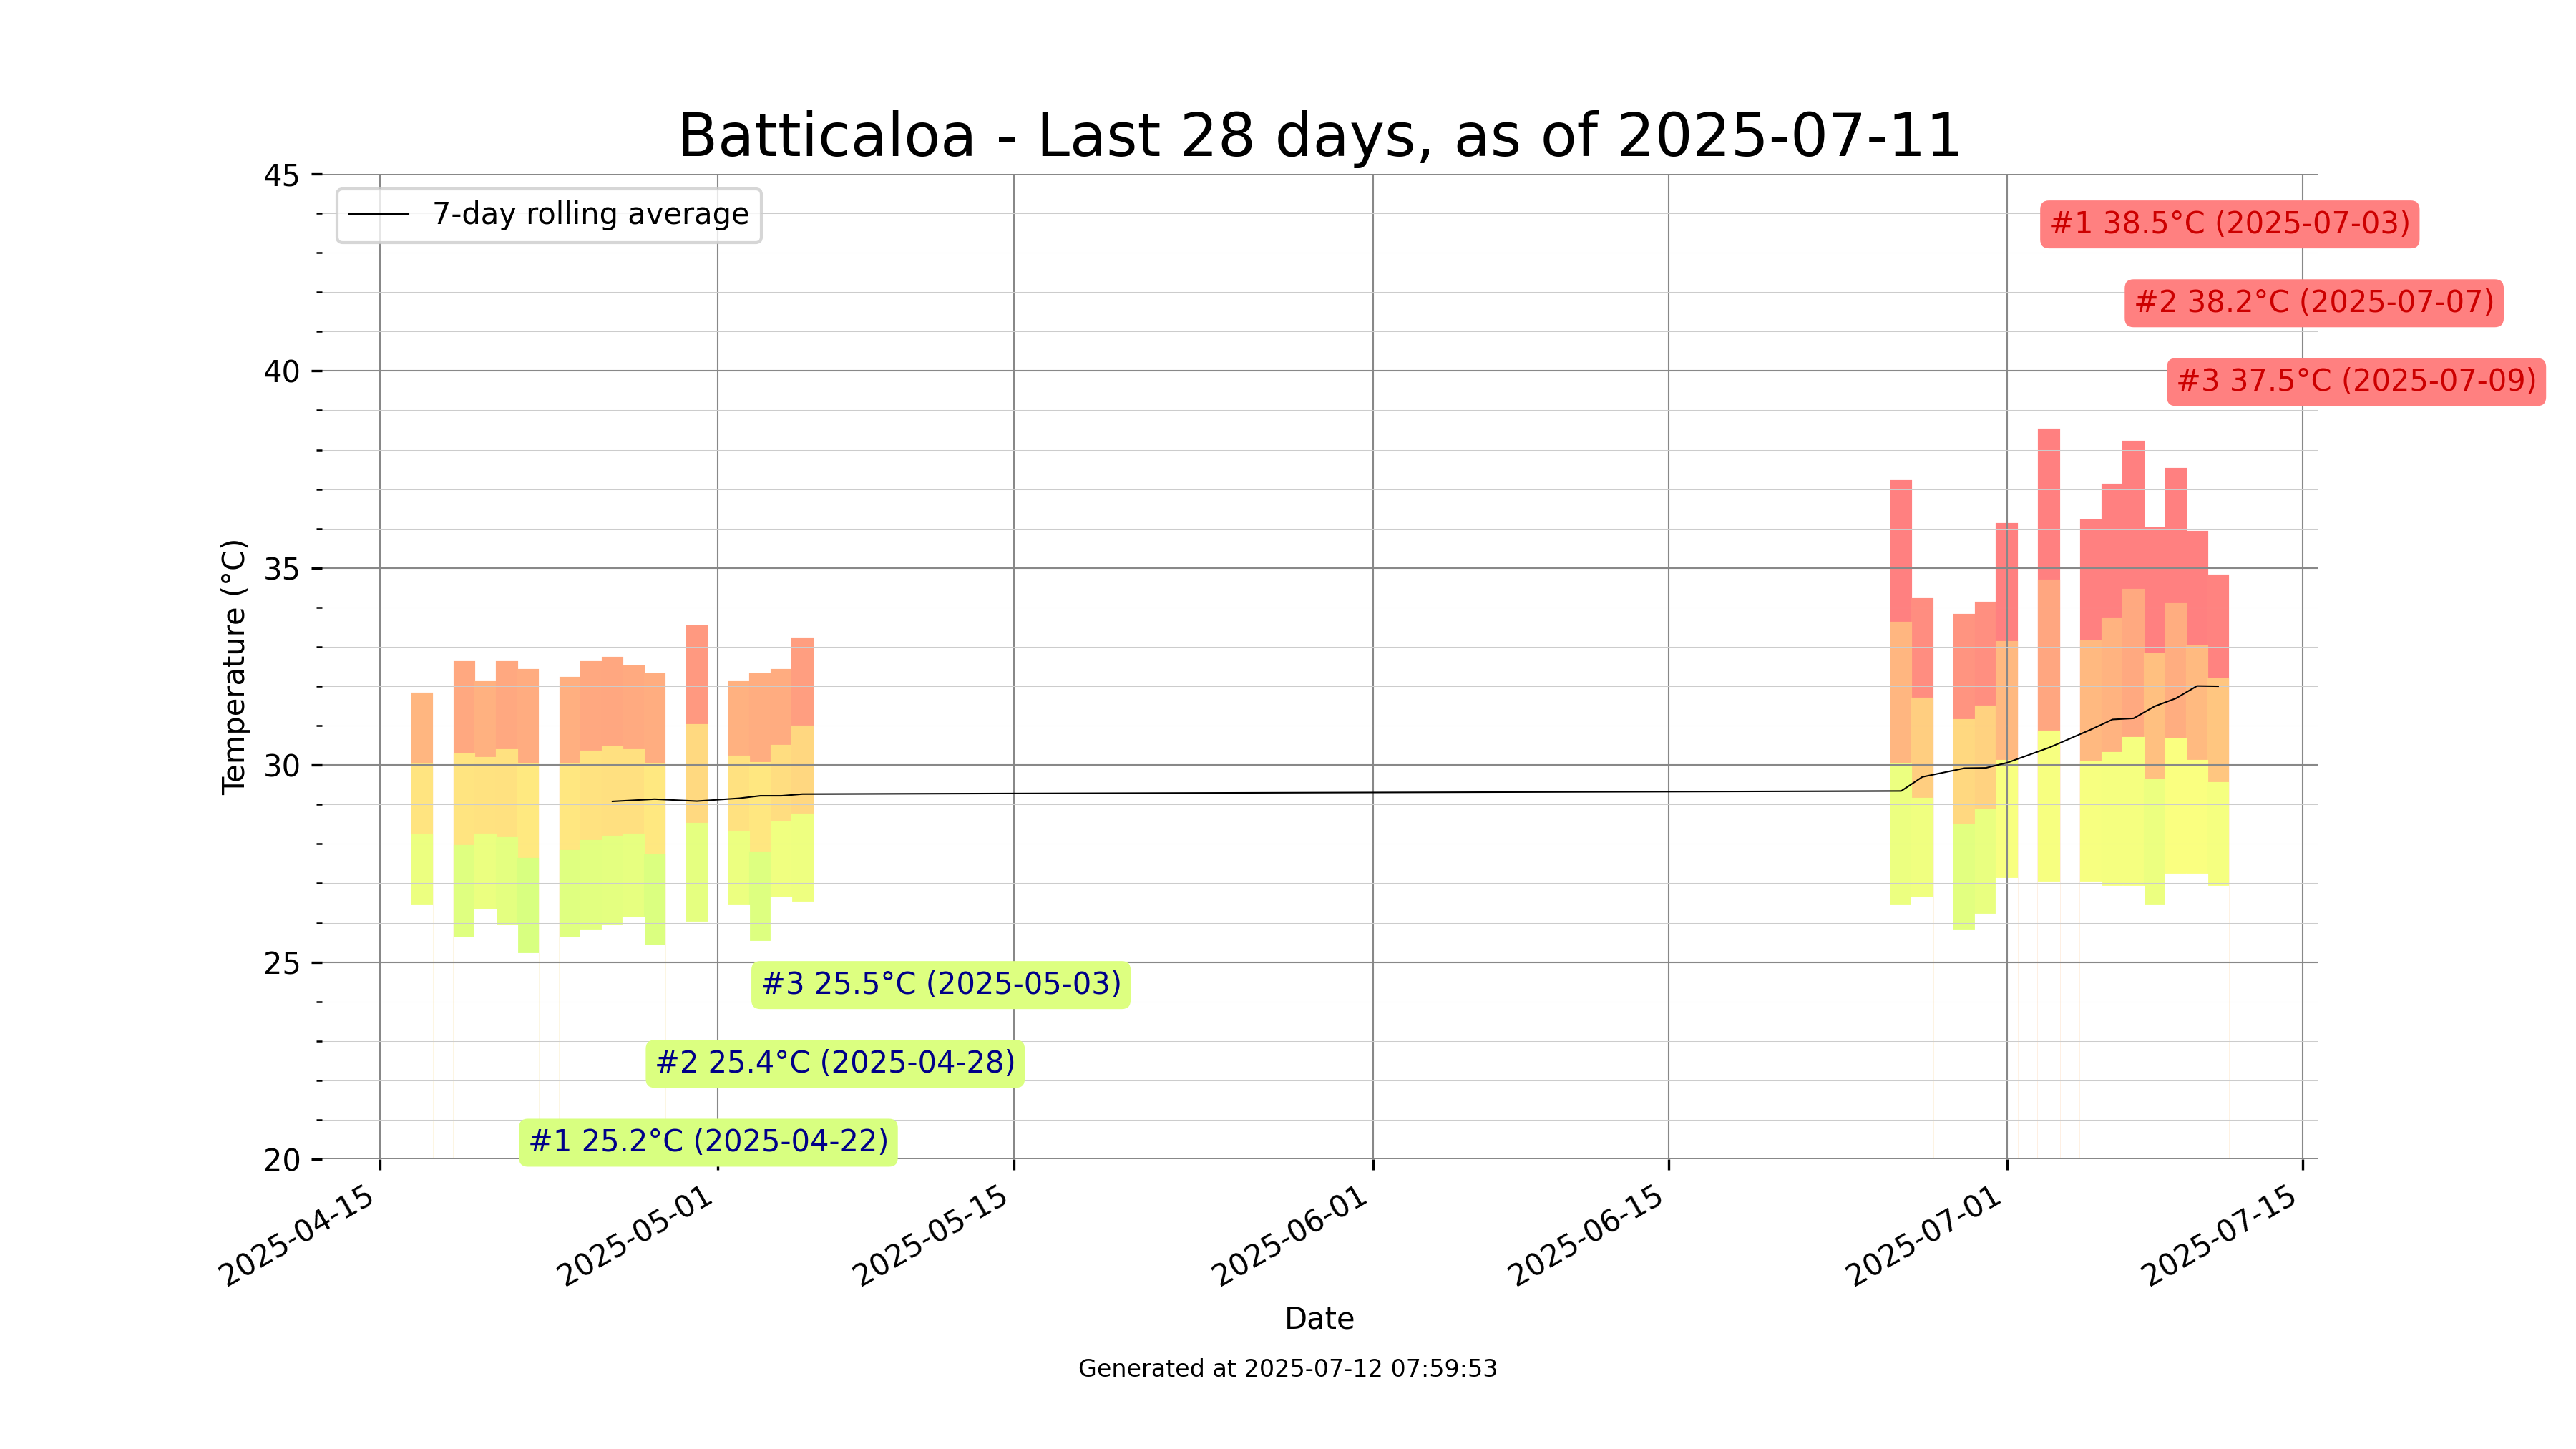 Batticaloa - Last 28 days, as of 2025-07-11
7-day rolling average
#1 38.5°C (2025-07-03)
#2 38.2°C (2025-07-07)
#3 37.5°C (2025-07-09)
45
40
35
30
25
20
Temperature (°C)
#3 25.5°C (2025-05-03)
#2 25.4°C (2025-04-28)
#1 25.2°C (2025-04-22)
2025-04-15
2025-05-01
2025-05-15
2025-06-01
2025-06-15
2025-07-01
2025-07-15
Date
Generated at 2025-07-12 07:59:53